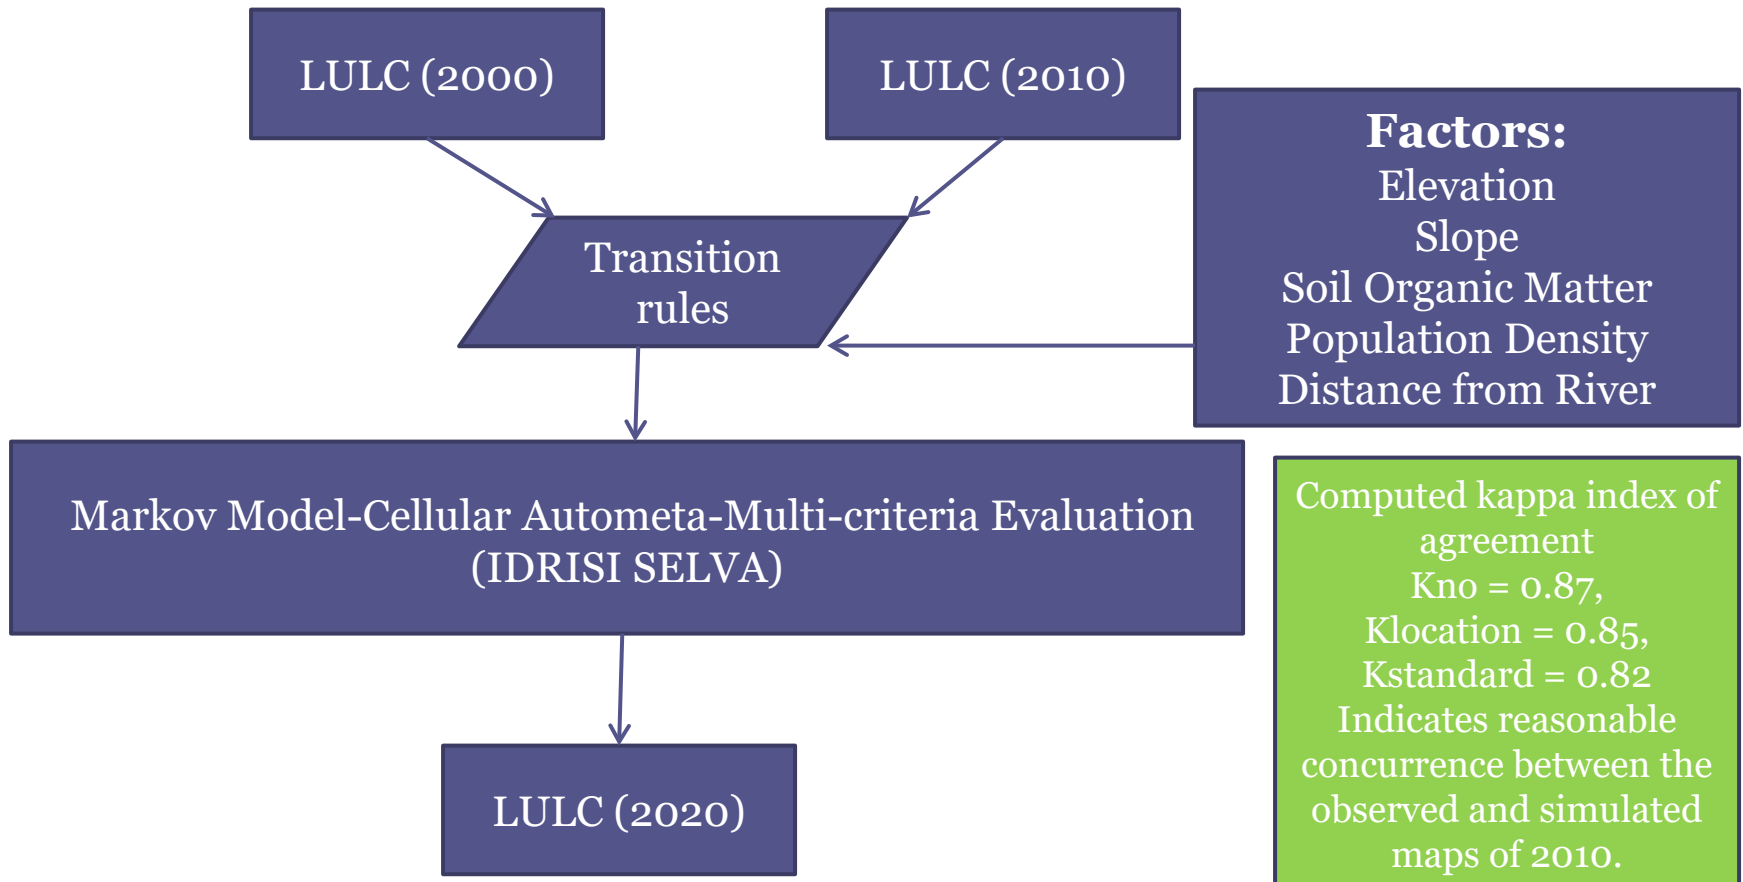 LULC (2000)
LULC (2010)
Factors:
Elevation
Slope
Soil Organic Matter
Population Density
Distance from River
Transition
rules
Markov Model-Cellular Autometa-Multi-criteria Evaluation
(IDRISI SELVA)
Computed kappa index of
agreement
Kno = 0.87,
Klocation = 0.85,
Kstandard = 0.82
Indicates reasonable
concurrence between the
observed and simulated
maps of 2010.
LULC (2020)